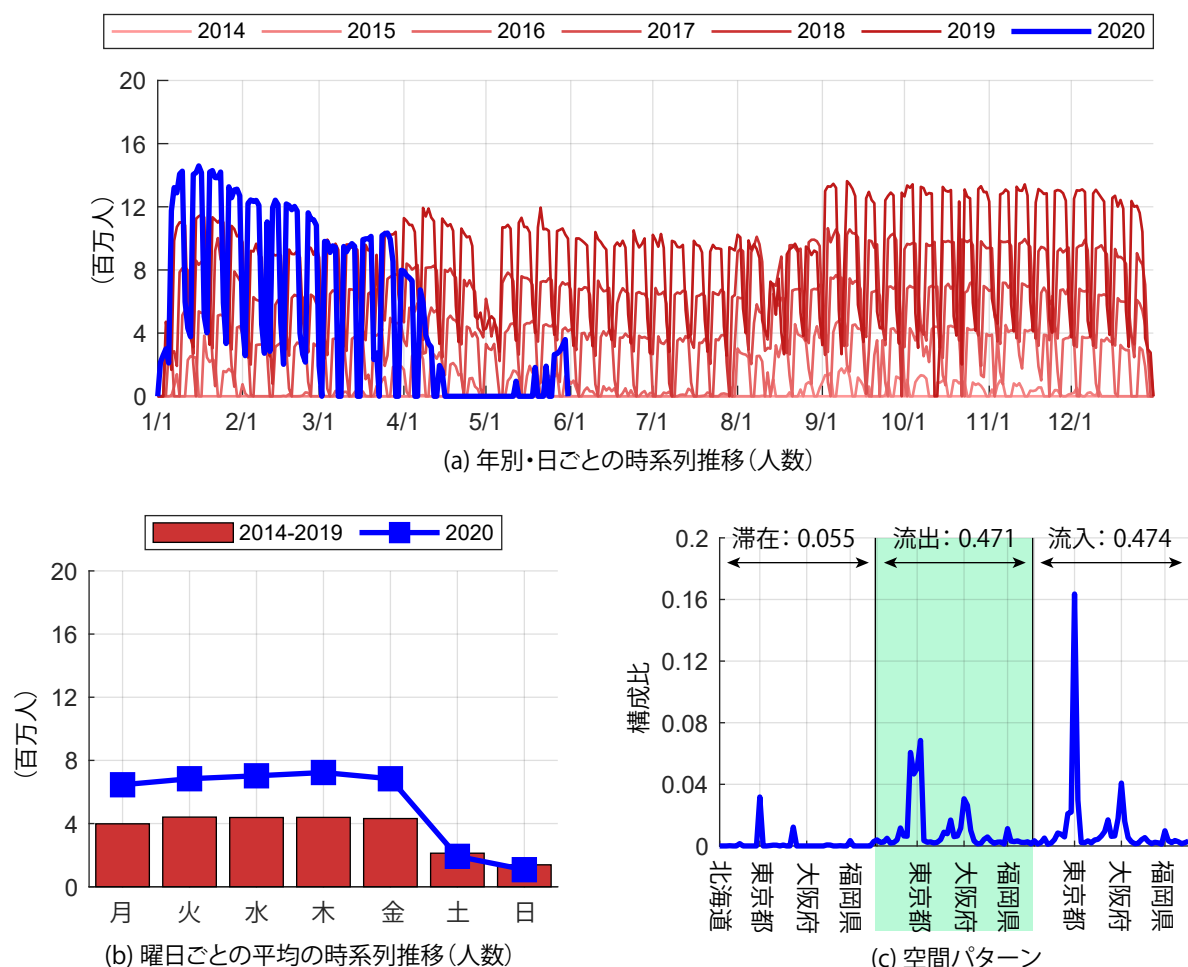 2014 2015 2016 2017 2018 2019 2020
20
16
12
8
4
0
(百万人)
1/1 2/1 3/1 4/1 5/1 6/1 7/1 8/1 9/1 10/1 11/1 12/1
(a) 年別・日ごとの時系列推移(人数)
2014-2019 2020
20
16
12
8
4
0
(百万人)
月 火 水 木 金 土 日
(b) 曜日ごとの平均の時系列推移(人数)
滞在:0.055 流出:0.471 流入:0.474
0.2
0.16
0.12
0.08
0.04
0
構成比
北海道 東京都 大阪府 福岡県 東京都 大阪府 福岡県 東京都 大阪府 福岡県
(c) 空間パターン